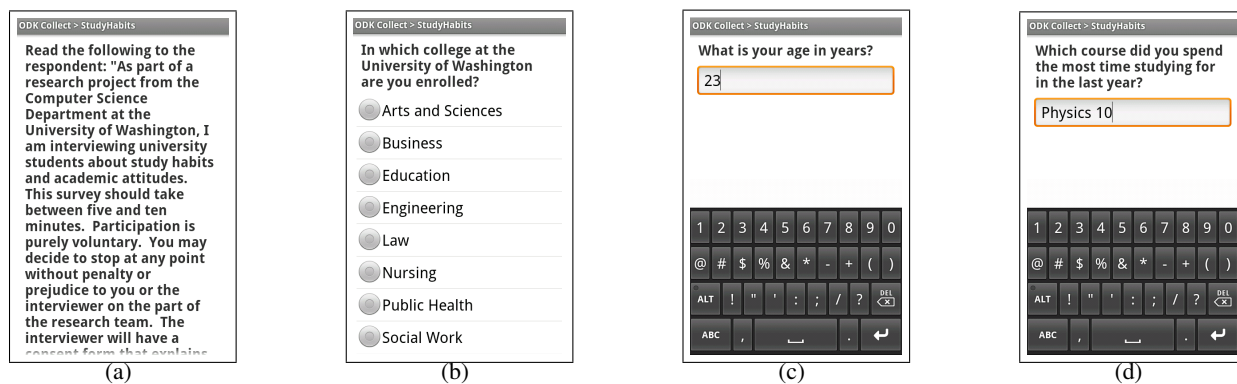 ODK Collect > StudyHabits
Read the following to the
respondent: "As part of a
research project from the
Computer Science
Department at the
University of Washington, I
am interviewing university
students about study habits
and academic attitudes.
This survey should take
between five and ten
minutes. Participation is
purely voluntary. You may
decide to stop at any point
without penalty or
prejudice to you or the
interviewer on the part of
the research team. The
interviewer will have a
consent form that explains
(a)
ODK Collect > StudyHabits
In which college at the
University of Washington
are you enrolled?
Arts and Sciences
Business
Education
Engineering
Law
Nursing
Public Health
Social Work
(b)
ODK Collect > StudyHabits
What is your age in years?
23
1 2 3 4 5 6 7 8 9 0
@ # $ % & * - + ( )
ALT ! " ' : ; / ? DEL
ABC , .
(c)
ODK Collect > StudyHabits
Which course did you spend
the most time studying for
in the last year?
Physics 10
1 2 3 4 5 6 7 8 9 0
@ # $ % & * - + ( )
ALT ! " ' : ; / ? DEL
ABC , .
(d)